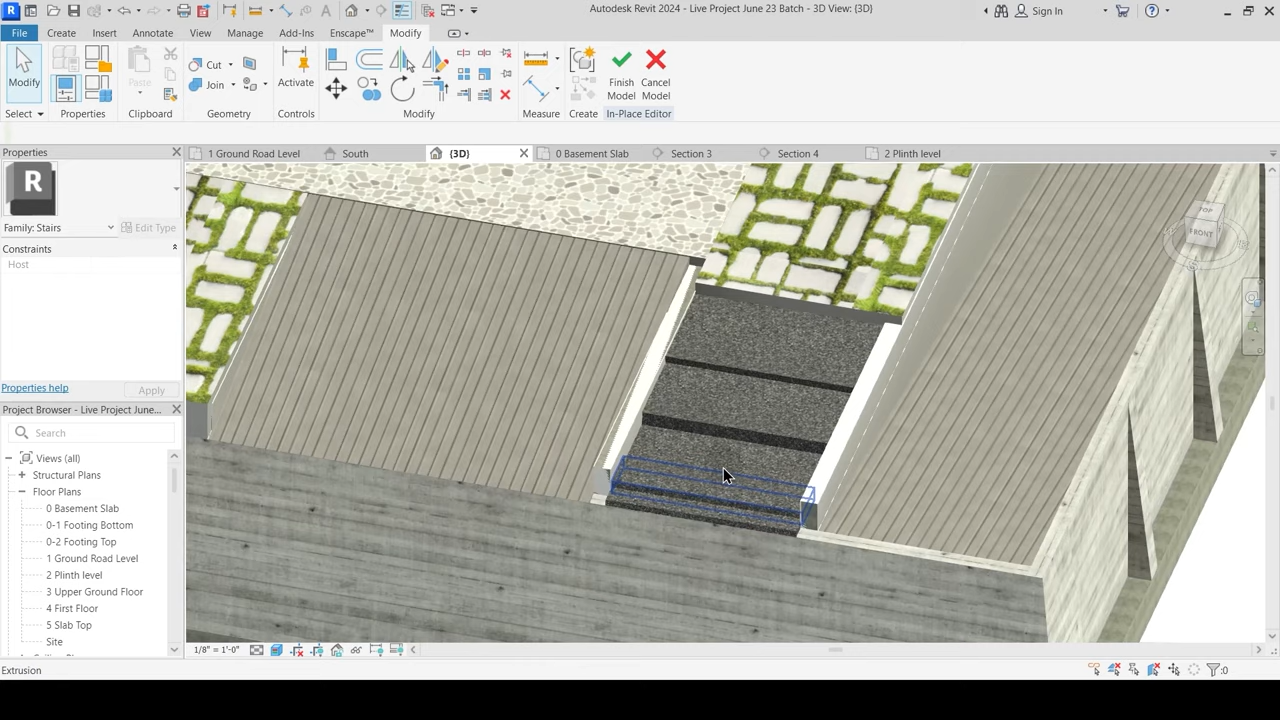 Autodesk Revit 2024 - Live Project June 23 Batch - 3D View: {3D}
Sign In
File Create Insert Annotate View Manage Add-Ins Enscape™ Modify
Modify
Paste
Cut
Join
Activate
Finish Model
Cancel Model
Select Properties Clipboard Geometry Controls Modify Measure Create In-Place Editor
Properties
1 Ground Road Level South {3D} 0 Basement Slab Section 3 Section 4 2 Plinth level
R
Family: Stairs Edit Type
Constraints
Host
Properties help Apply
Project Browser - Live Project June...
Search
Views (all)
Structural Plans
Floor Plans
0 Basement Slab
0-1 Footing Bottom
0-2 Footing Top
1 Ground Road Level
2 Plinth level
3 Upper Ground Floor
4 First Floor
5 Slab Top
Site
TOP
FRONT
1/8" = 1'-0"
Extrusion
:0